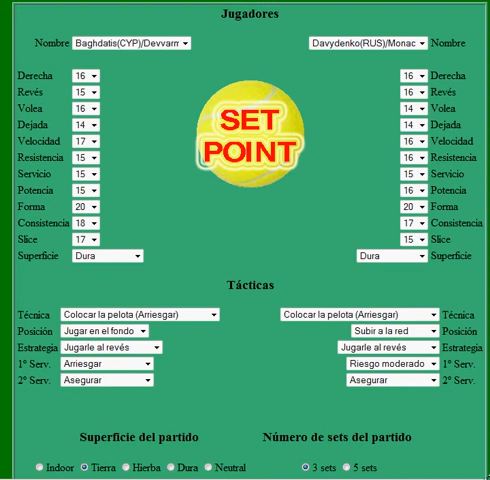 Jugadores
Nombre Baghdatis(CYP)/Devvarm Davydenko(RUS)/Monac Nombre
Derecha 16 16 Derecha
Revés 15 16 Revés
Volea 16 14 Volea
Dejada 14 14 Dejada
Velocidad 17 16 Velocidad
Resistencia 15 16 Resistencia
Servicio 15 15 Servicio
Potencia 15 16 Potencia
Forma 20 20 Forma
Consistencia 18 17 Consistencia
Slice 17 15 Slice
Superficie Dura Dura Superficie
SET
POINT
Tácticas
Técnica Colocar la pelota (Arriesgar) Colocar la pelota (Arriesgar) Técnica
Posición Jugar en el fondo Subir a la red Posición
Estrategia Jugarle al revés Jugarle al revés Estrategia
1º Serv. Arriesgar Riesgo moderado 1º Serv.
2º Serv. Asegurar Asegurar 2º Serv.
Superficie del partido Número de sets del partido
Indoor Tierra Hierba Dura Neutral 3 sets 5 sets